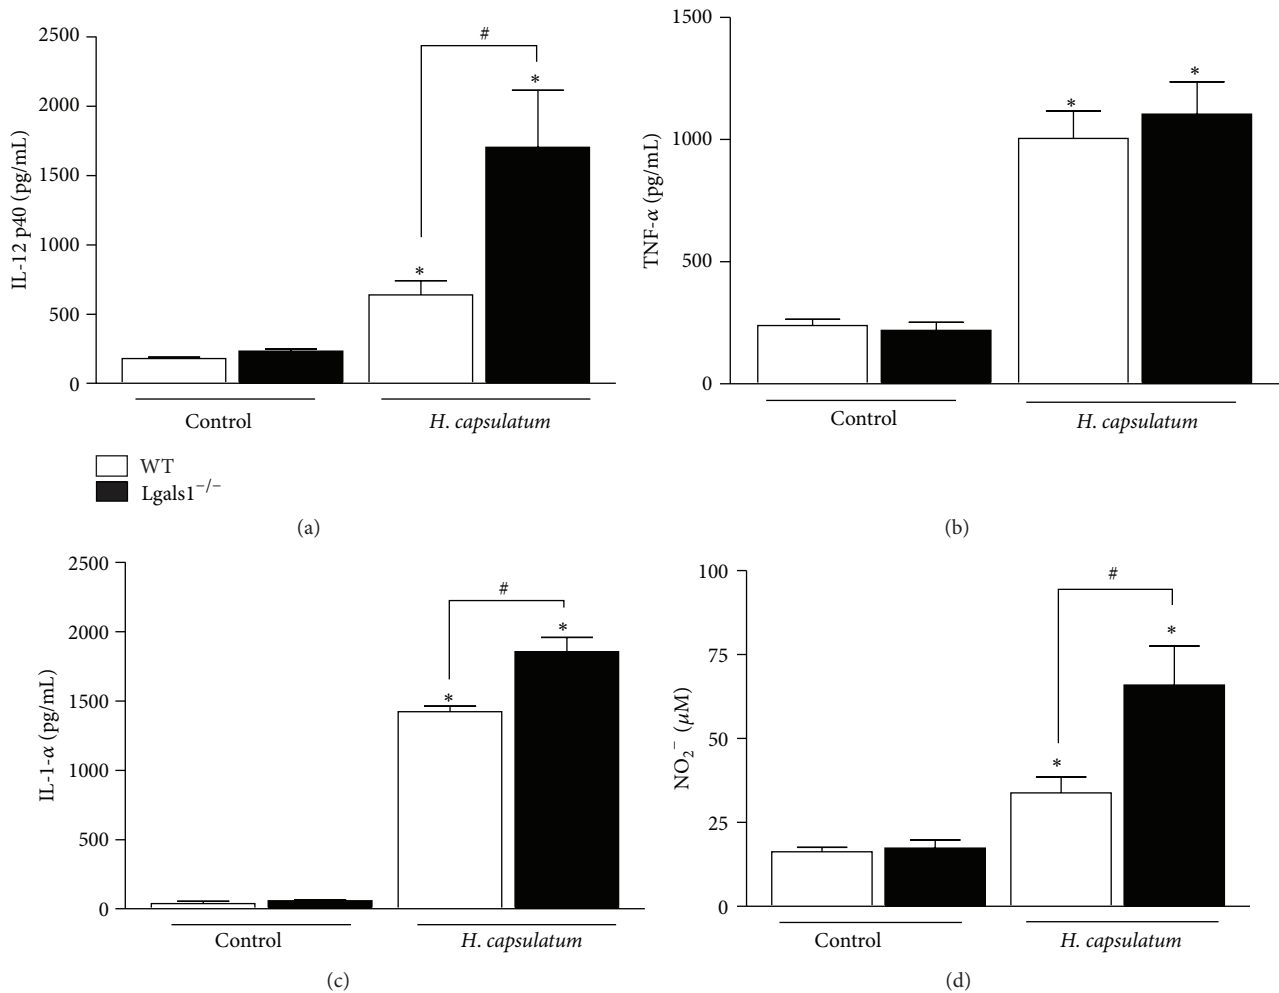 2500
2000
1500
1000
500
0
IL-12 p40 (pg/mL)
#
*
*
Control
H. capsulatum
WT
Lgals1−/−
(a)
1500
1000
500
0
TNF-α (pg/mL)
*
*
Control
H. capsulatum
(b)
2500
2000
1500
1000
500
0
IL-1-α (pg/mL)
#
*
*
Control
H. capsulatum
(c)
100
75
50
25
0
NO₂⁻ (μM)
#
*
*
Control
H. capsulatum
(d)